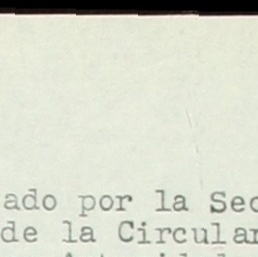 ado por la Sec
de la Circular